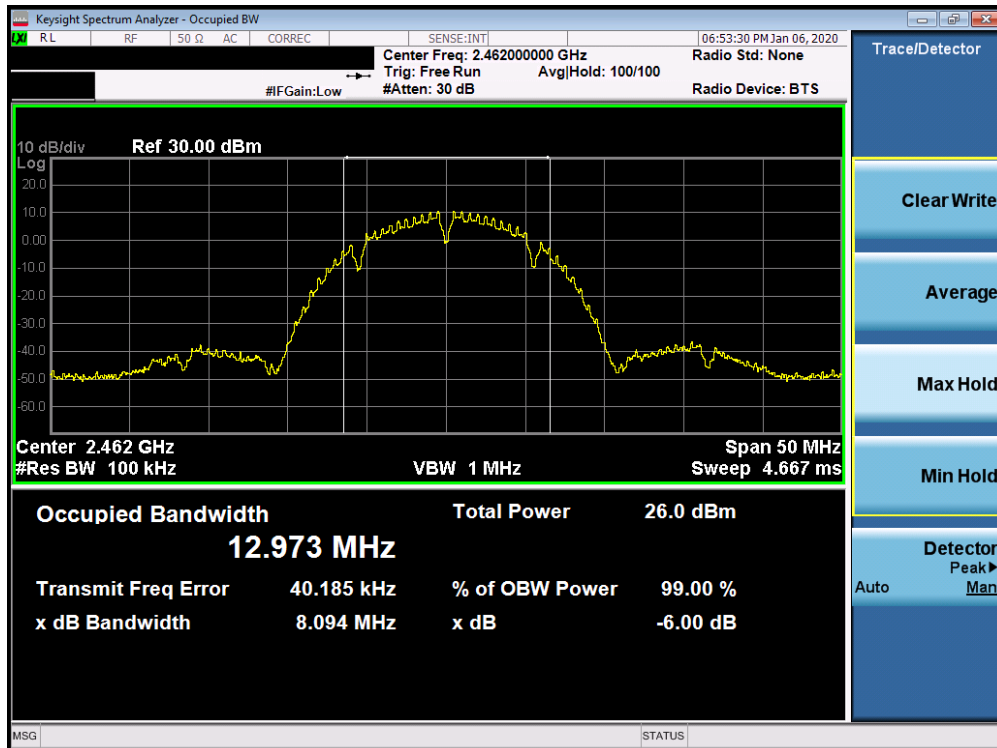 Keysight Spectrum Analyzer - Occupied BW
LXI RL RF 50 Ω AC CORREC SENSE:INT 06:53:30 PM Jan 06, 2020
Center Freq: 2.462000000 GHz Radio Std: None
Trig: Free Run Avg|Hold: 100/100
#IFGain:Low #Atten: 30 dB Radio Device: BTS
10 dB/div Ref 30.00 dBm
Log
20.0
10.0
0.00
-10.0
-20.0
-30.0
-40.0
-50.0
-60.0
Center 2.462 GHz Span 50 MHz
#Res BW 100 kHz VBW 1 MHz Sweep 4.667 ms
Occupied Bandwidth Total Power 26.0 dBm
12.973 MHz
Transmit Freq Error 40.185 kHz % of OBW Power 99.00 %
x dB Bandwidth 8.094 MHz x dB -6.00 dB
MSG STATUS
Trace/Detector
Clear Write
Average
Max Hold
Min Hold
Detector
Peak▶
Auto Man